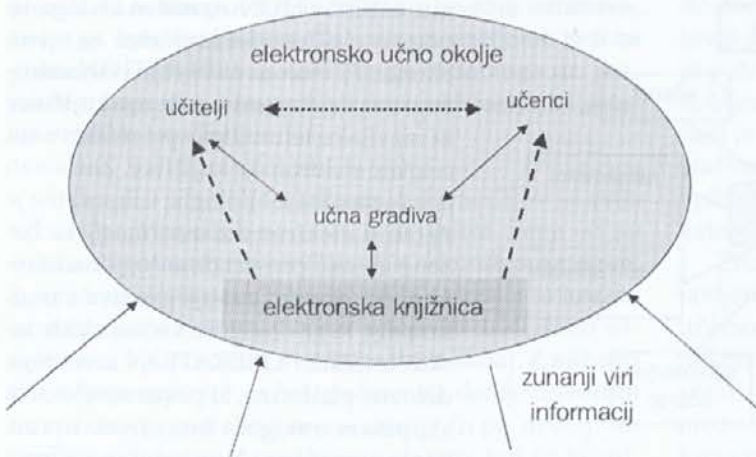 elektronsko učno okolje
učitelji
učenci
učna gradiva
elektronska knjižnica
zunanji viri
informacij